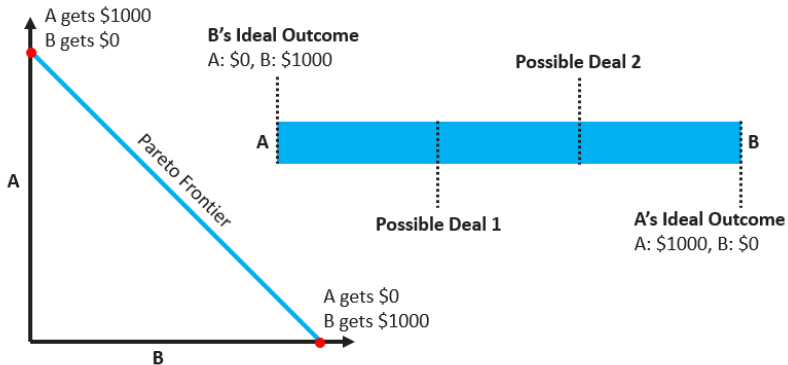 A gets $1000
B gets $0
A
Pareto Frontier
A gets $0
B gets $1000
B
B's Ideal Outcome
A: $0, B: $1000
Possible Deal 2
A
B
Possible Deal 1
A's Ideal Outcome
A: $1000, B: $0